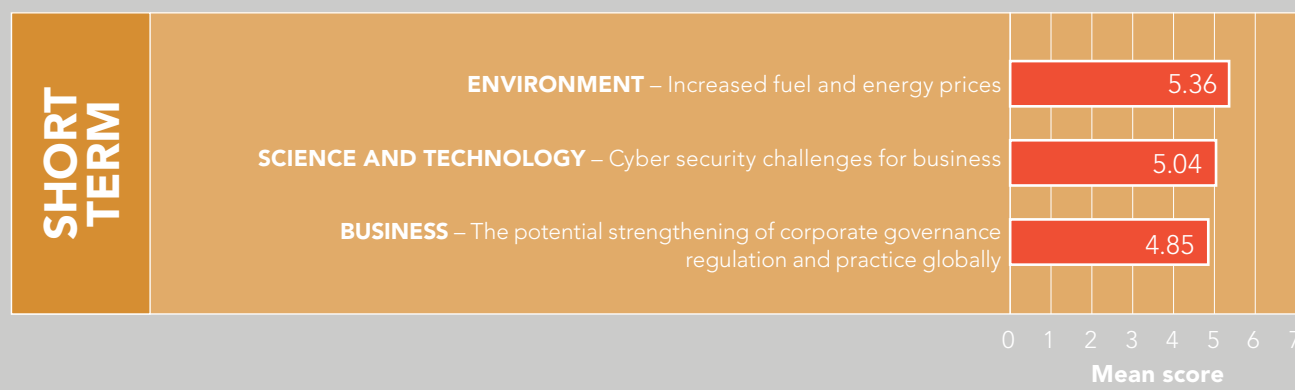 SHORT
TERM
ENVIRONMENT – Increased fuel and energy prices
5.36
SCIENCE AND TECHNOLOGY – Cyber security challenges for business
5.04
BUSINESS – The potential strengthening of corporate governance
regulation and practice globally
4.85
0 1 2 3 4 5 6 7
Mean score